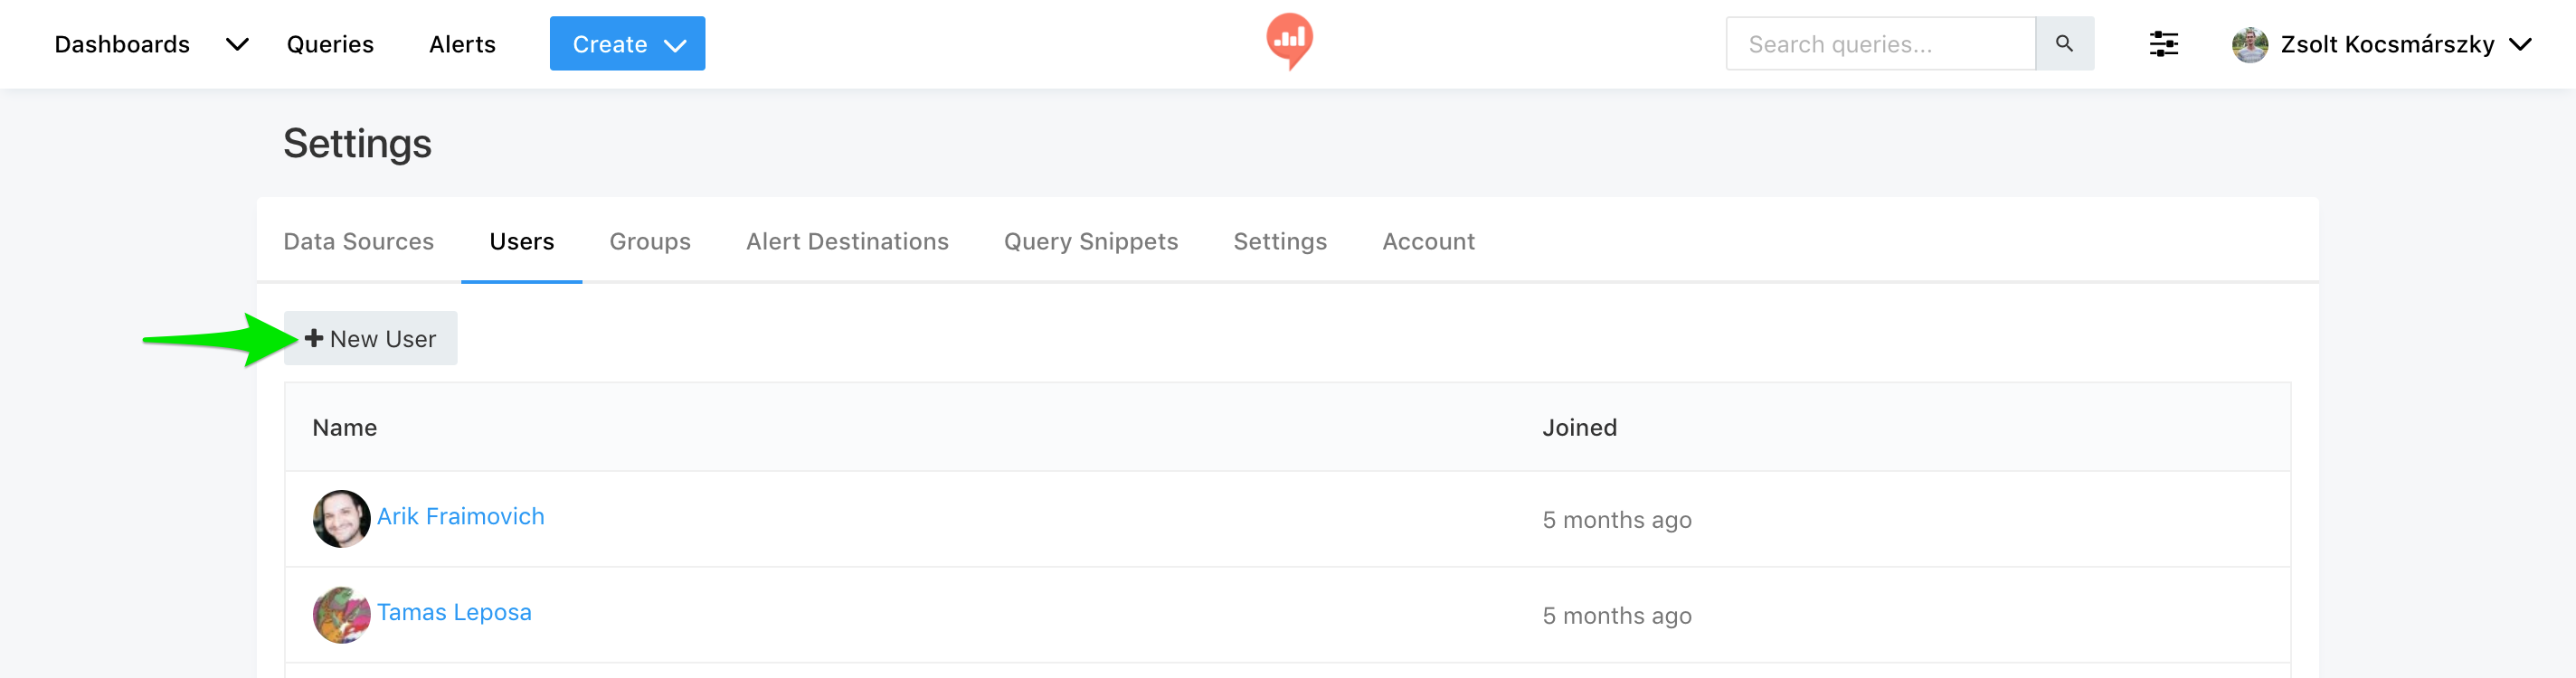 Dashboards Queries Alerts Create Search queries... Zsolt Kocsmárszky
Settings
Data Sources Users Groups Alert Destinations Query Snippets Settings Account
New User
Name Joined
Arik Fraimovich 5 months ago
Tamas Leposa 5 months ago